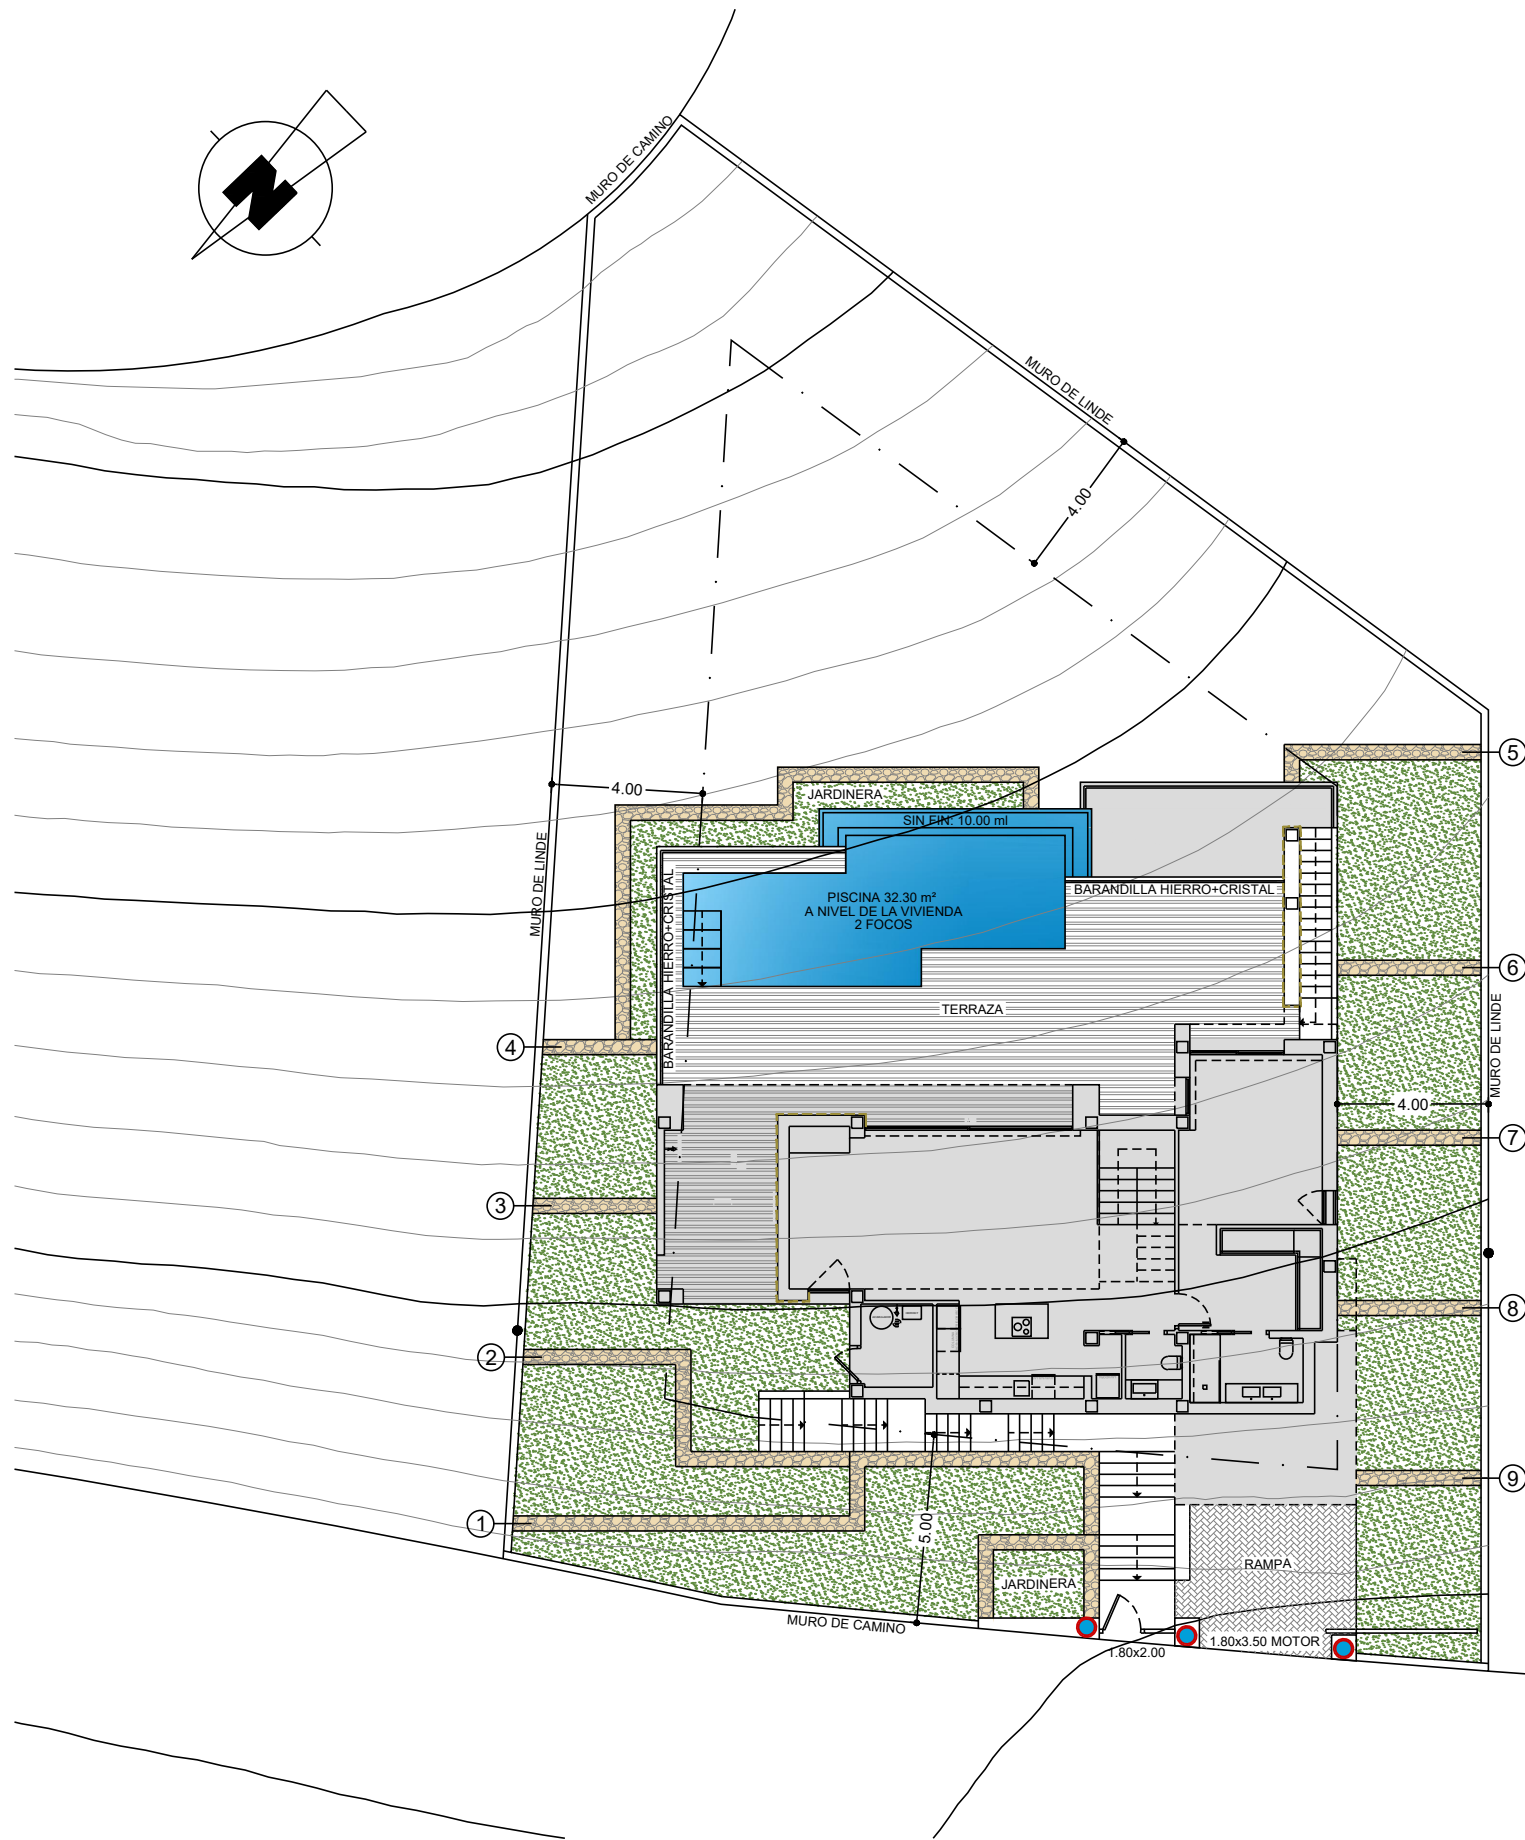 MURO DE CAMINO
N
MURO DE LINDE
4.00
5
4.00
JARDINERA
SIN FIN: 10.00 ml
MURO DE LINDE
BARANDILLA HIERRO+CRISTAL
PISCINA 32.30 m²
A NIVEL DE LA VIVIENDA
2 FOCOS
BARANDILLA HIERRO+CRISTAL
6
TERRAZA
MURO DE LINDE
4
4.00
7
3
8
2
9
1
5.00
RAMPA
JARDINERA
MURO DE CAMINO
1.80x3.50 MOTOR
1.80x2.00